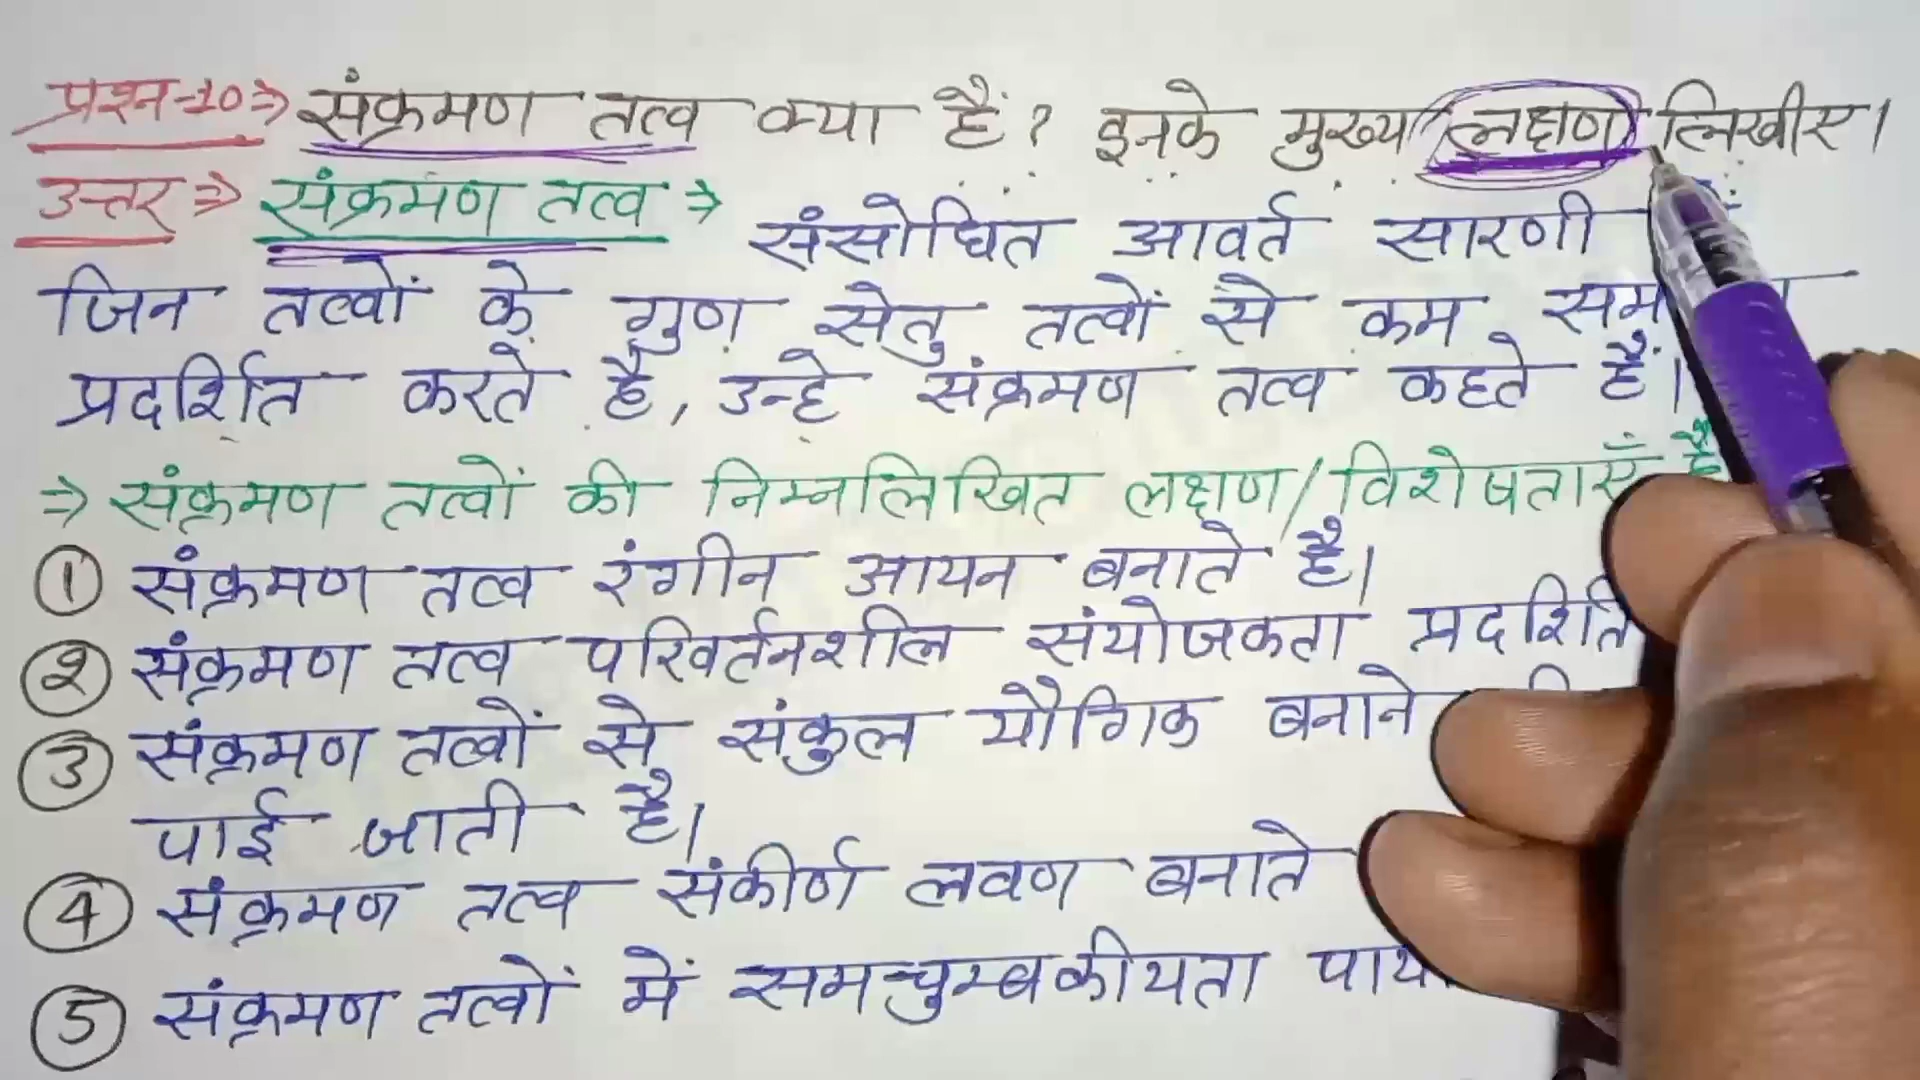 प्रश्न-10⇒ संक्रमण तत्व क्या हैं? इनके मुख्य लक्षण लिखीए।
उत्तर ⇒ संक्रमण तत्व ⇒ संसोधित आवर्त सारणी
जिन तत्वों के गुण सेतु तत्वों से कम
प्रदर्शित करते है, उन्हे संक्रमण तत्व कहते हैं।
⇒ संक्रमण तत्वों की निम्नलिखित लक्षण/विशेषताएँ है
① संक्रमण तत्व रंगीन आयन बनाते है।
② संक्रमण तत्व परिवर्तनशील संयोजकता
③ संक्रमण तत्वों से संकुल यौगिक बनाने
पाई जाती है।
④ संक्रमण तत्व संकीर्ण लवण बनाते
⑤ संक्रमण तत्वों में समचुम्बकीयता